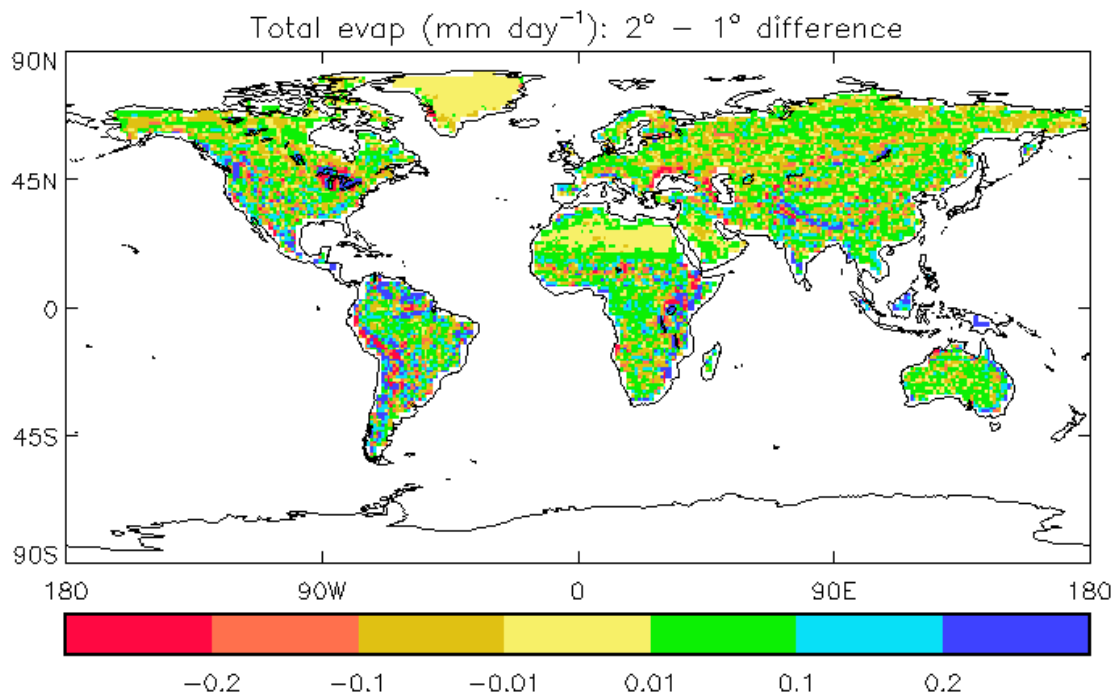 Total evap (mm day⁻¹): 2° − 1° difference
90N
45N
0
45S
90S
180 90W 0 90E 180
−0.2 −0.1 −0.01 0.01 0.1 0.2